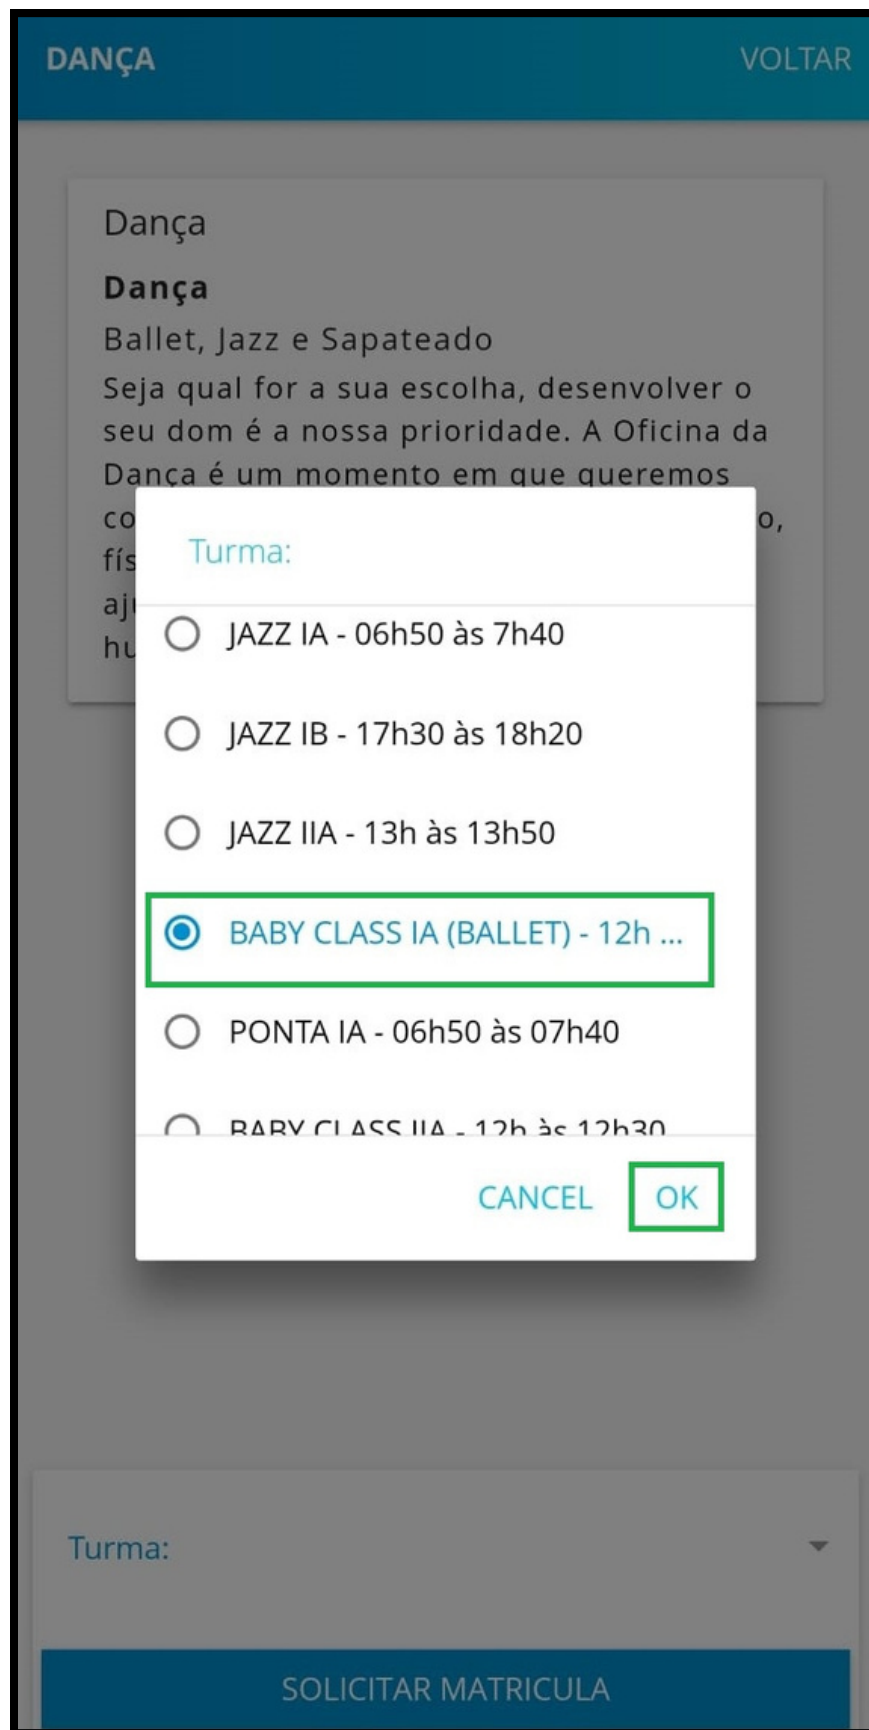 DANÇA VOLTAR
Dança
Dança
Ballet, Jazz e Sapateado
Seja qual for a sua escolha, desenvolver o
seu dom é a nossa prioridade. A Oficina da
Dança é um momento em que queremos
o,
Turma:
JAZZ IA - 06h50 às 7h40
JAZZ IB - 17h30 às 18h20
JAZZ IIA - 13h às 13h50
BABY CLASS IA (BALLET) - 12h ...
PONTA IA - 06h50 às 07h40
BABY CLASS IIA - 12h às 12h30
CANCEL OK
Turma:
SOLICITAR MATRICULA